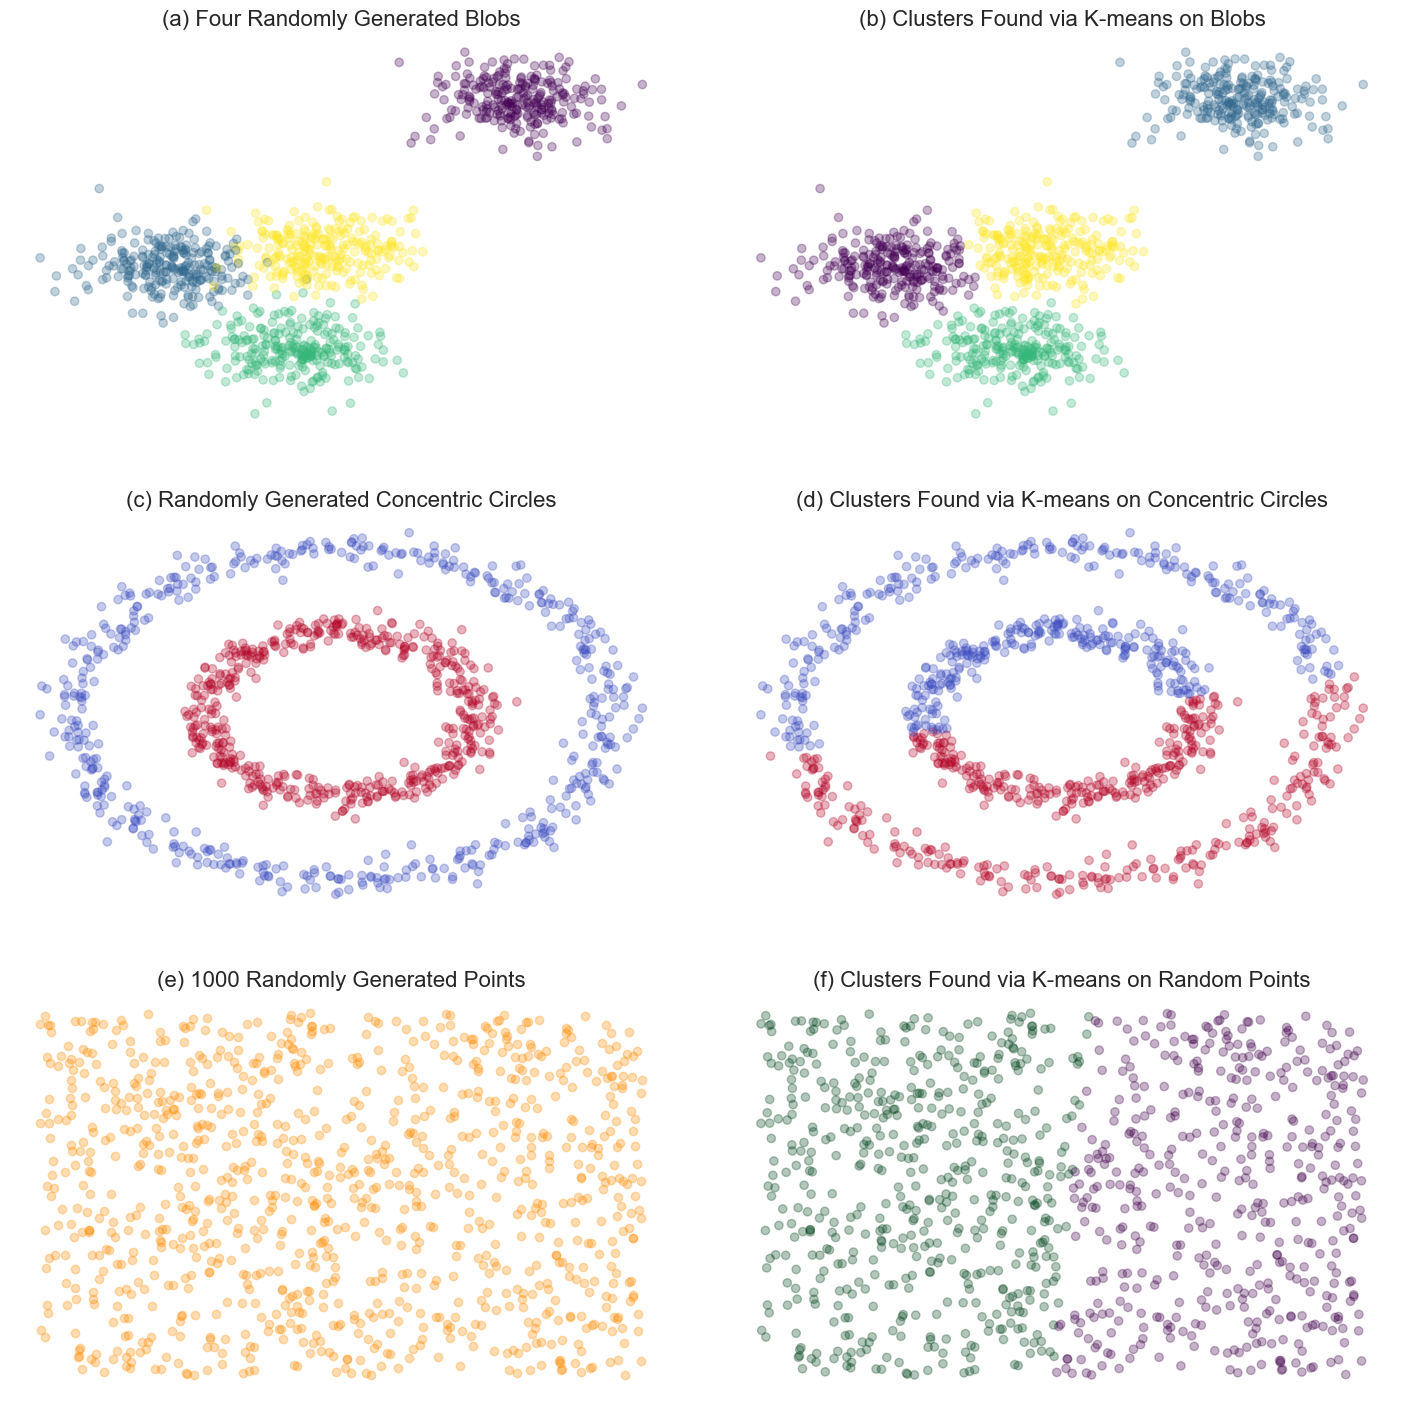 (a) Four Randomly Generated Blobs
(b) Clusters Found via K-means on Blobs
(c) Randomly Generated Concentric Circles
(d) Clusters Found via K-means on Concentric Circles
(e) 1000 Randomly Generated Points
(f) Clusters Found via K-means on Random Points